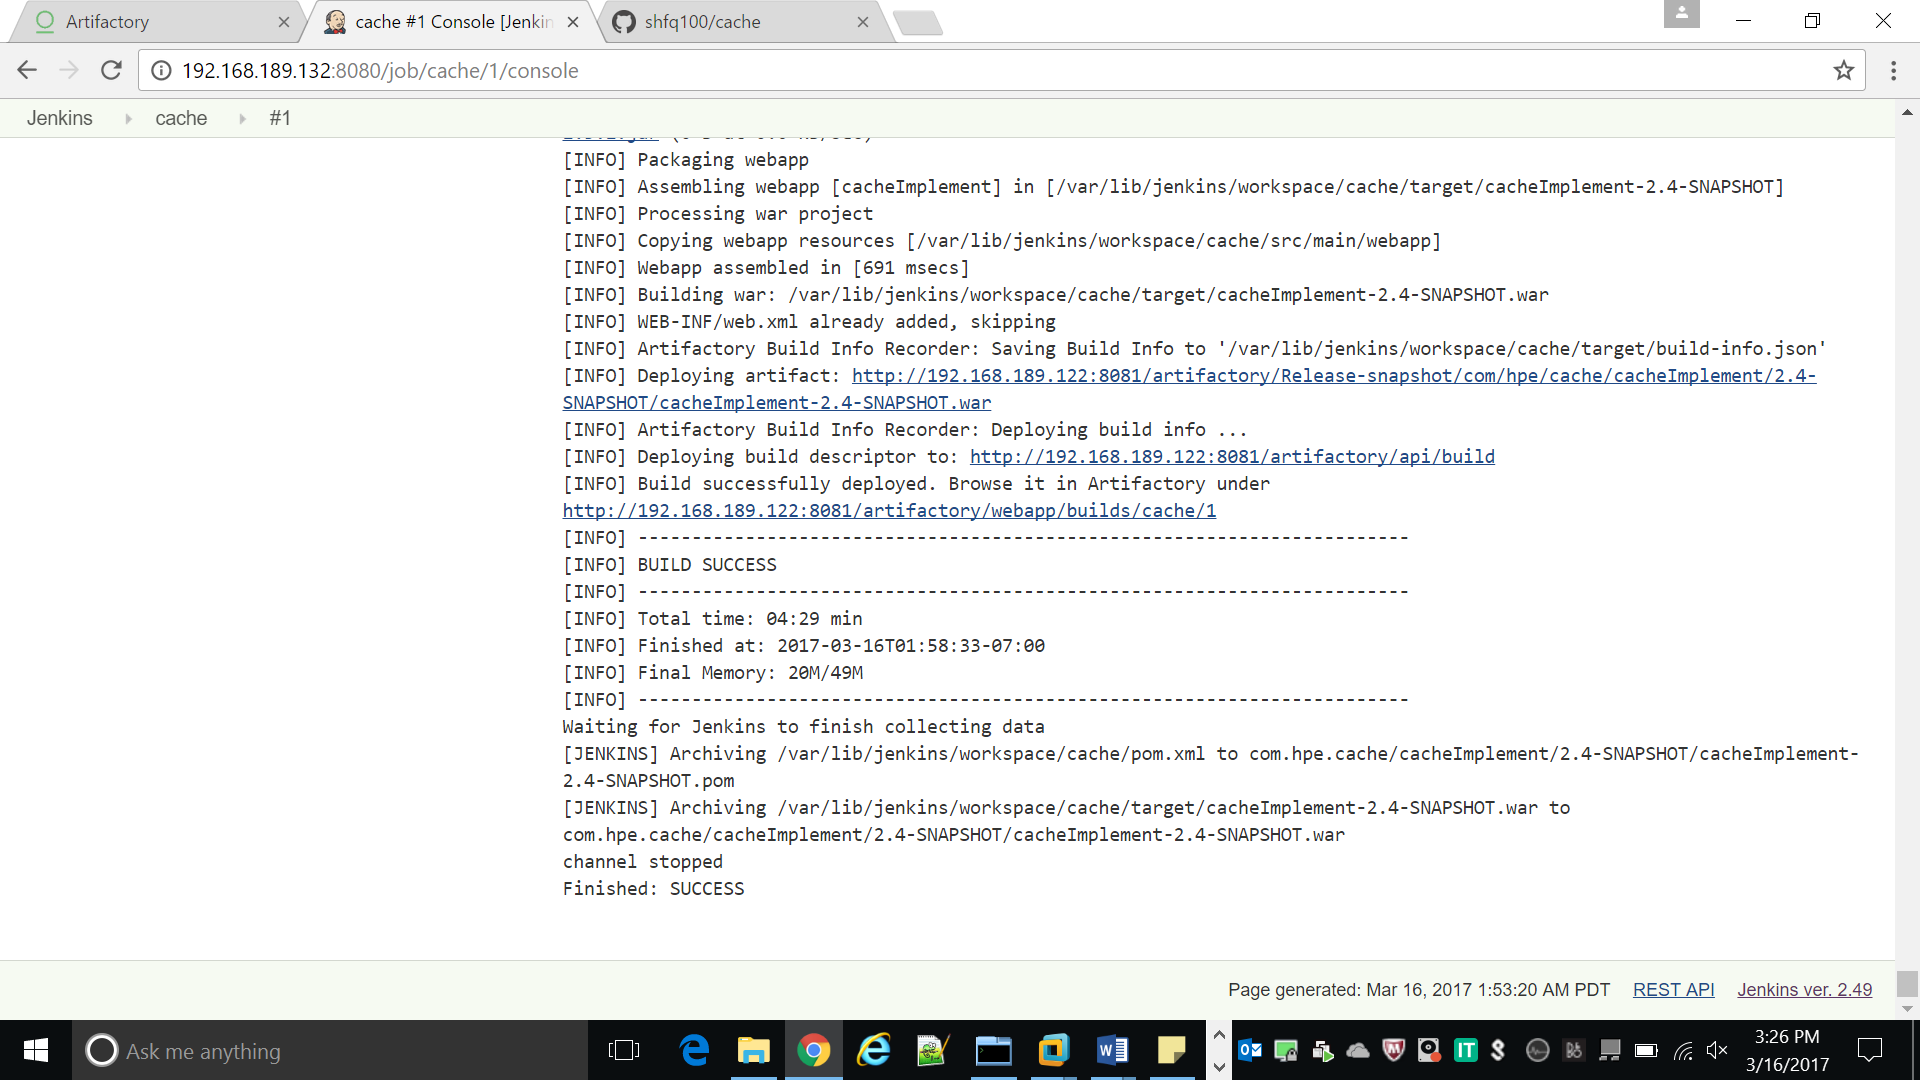 Artifactory
cache #1 Console [Jenkin
shfq100/cache
192.168.189.132:8080/job/cache/1/console
Jenkins cache #1
[INFO] Packaging webapp
[INFO] Assembling webapp [cacheImplement] in [/var/lib/jenkins/workspace/cache/target/cacheImplement-2.4-SNAPSHOT]
[INFO] Processing war project
[INFO] Copying webapp resources [/var/lib/jenkins/workspace/cache/src/main/webapp]
[INFO] Webapp assembled in [691 msecs]
[INFO] Building war: /var/lib/jenkins/workspace/cache/target/cacheImplement-2.4-SNAPSHOT.war
[INFO] WEB-INF/web.xml already added, skipping
[INFO] Artifactory Build Info Recorder: Saving Build Info to '/var/lib/jenkins/workspace/cache/target/build-info.json'
[INFO] Deploying artifact: http://192.168.189.122:8081/artifactory/Release-snapshot/com/hpe/cache/cacheImplement/2.4-
SNAPSHOT/cacheImplement-2.4-SNAPSHOT.war
[INFO] Artifactory Build Info Recorder: Deploying build info ...
[INFO] Deploying build descriptor to: http://192.168.189.122:8081/artifactory/api/build
[INFO] Build successfully deployed. Browse it in Artifactory under
http://192.168.189.122:8081/artifactory/webapp/builds/cache/1
[INFO] ------------------------------------------------------------------------
[INFO] BUILD SUCCESS
[INFO] ------------------------------------------------------------------------
[INFO] Total time: 04:29 min
[INFO] Finished at: 2017-03-16T01:58:33-07:00
[INFO] Final Memory: 20M/49M
[INFO] ------------------------------------------------------------------------
Waiting for Jenkins to finish collecting data
[JENKINS] Archiving /var/lib/jenkins/workspace/cache/pom.xml to com.hpe.cache/cacheImplement/2.4-SNAPSHOT/cacheImplement-
2.4-SNAPSHOT.pom
[JENKINS] Archiving /var/lib/jenkins/workspace/cache/target/cacheImplement-2.4-SNAPSHOT.war to
com.hpe.cache/cacheImplement/2.4-SNAPSHOT/cacheImplement-2.4-SNAPSHOT.war
channel stopped
Finished: SUCCESS
Page generated: Mar 16, 2017 1:53:20 AM PDT REST API Jenkins ver. 2.49
Ask me anything
IT
3:26 PM
3/16/2017